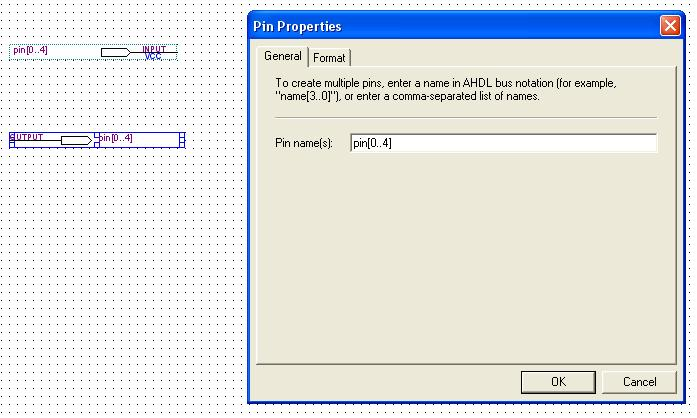 pin[0..4] INPUT
VCC
OUTPUT pin[0..4]
Pin Properties
General Format
To create multiple pins, enter a name in AHDL bus notation (for example,
"name[3..0]"), or enter a comma-separated list of names.
Pin name(s): pin[0..4]
OK Cancel